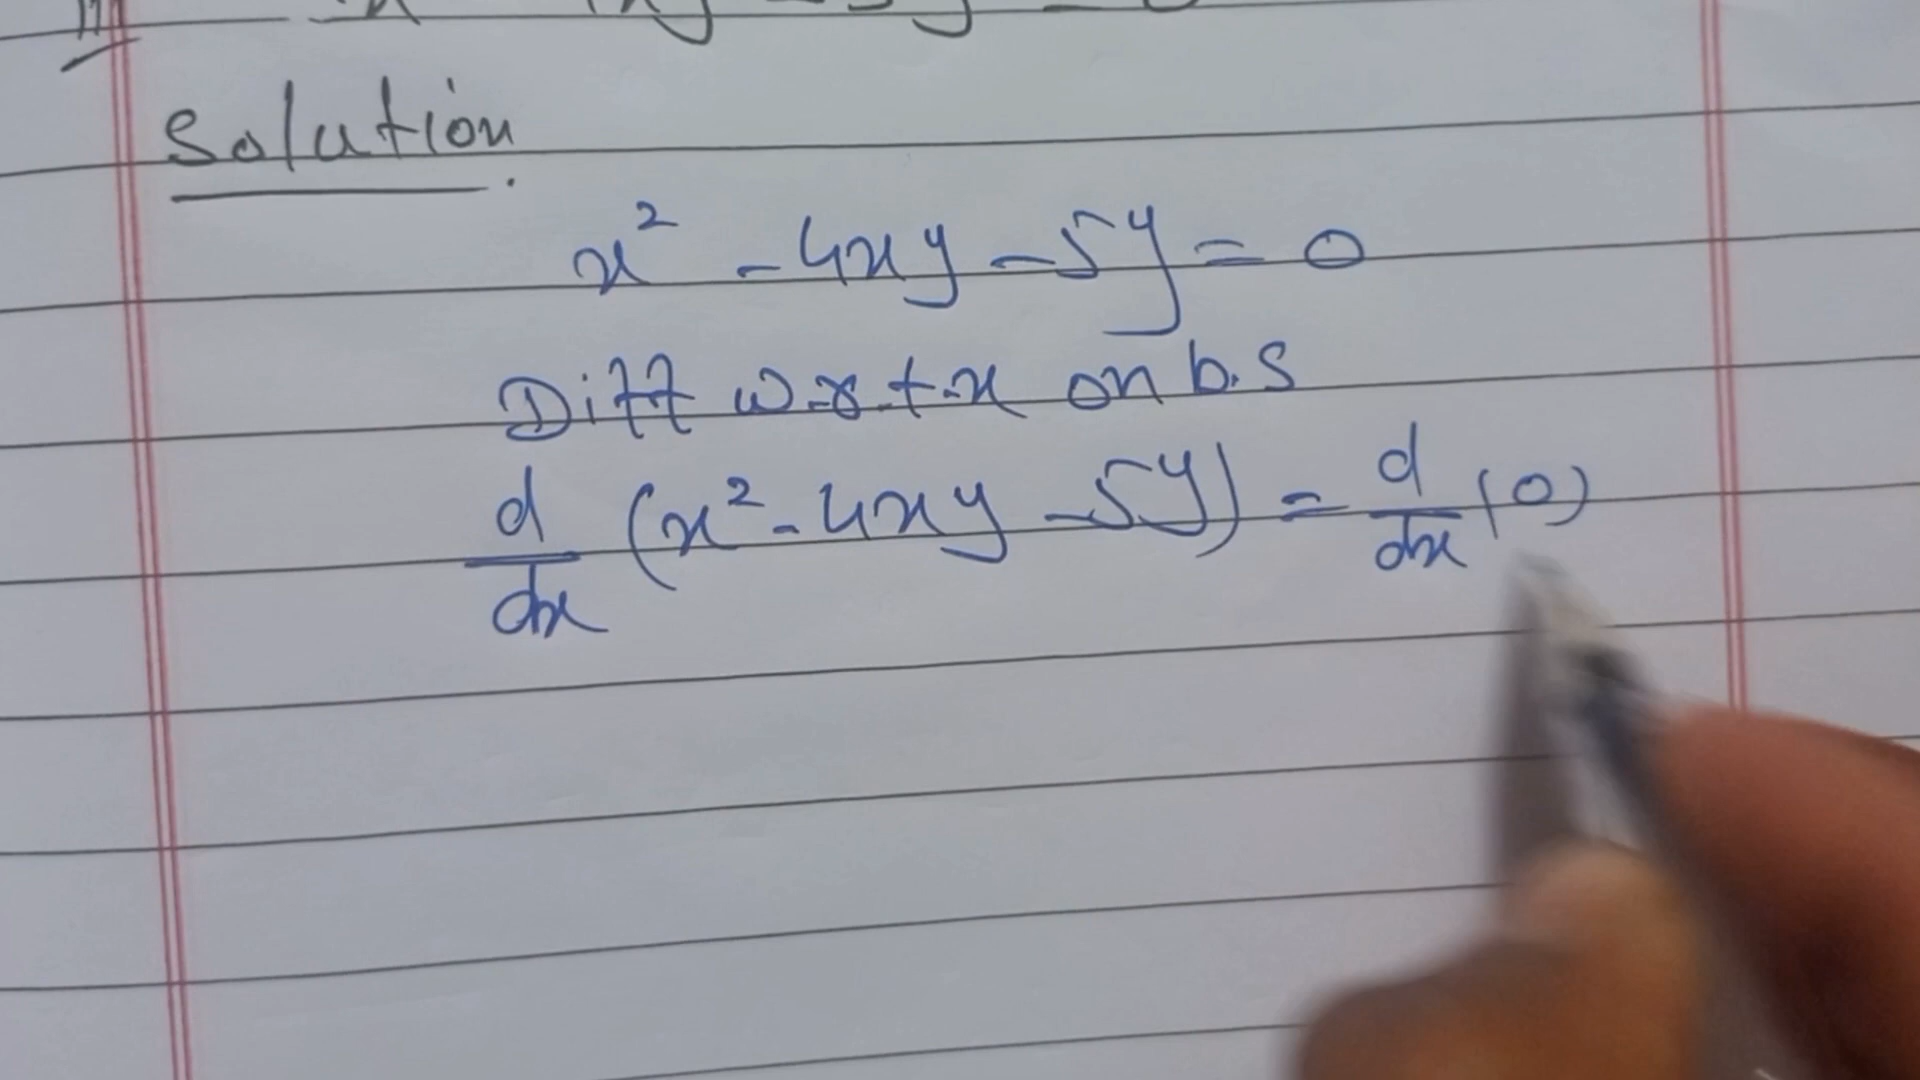 Solution.
x² - 4xy - 5y = 0
Diff w.r.t.x on b.s
d/dx (x² - 4xy - 5y) = d/dx (0)